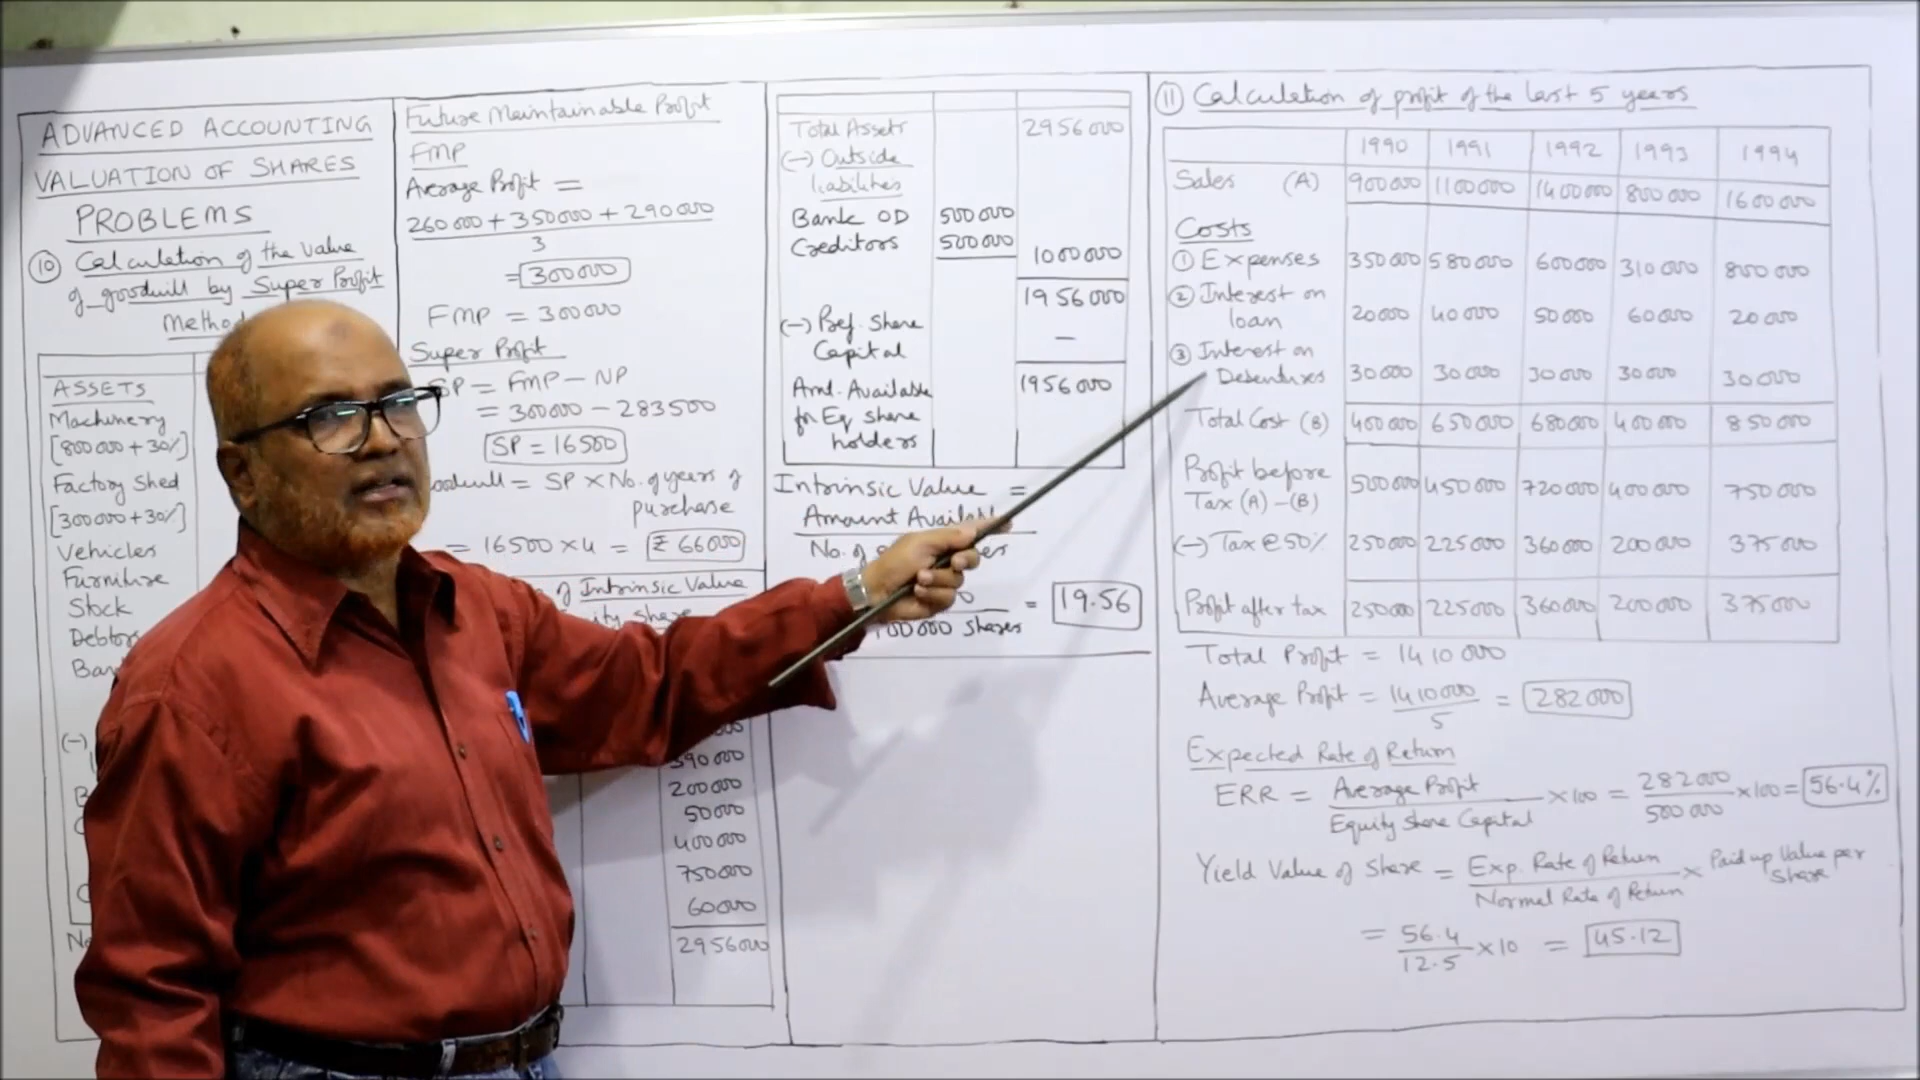 ADVANCED ACCOUNTING
VALUATION OF SHARES
PROBLEMS
⑩ Calculation of the Value
of goodwill by Super Profit
Method
ASSETS
Machinery
[800000 + 30%]
Factory Shed
[300000 + 30%]
Vehicles
Furniture
Stock
Debtors
(-)
Future Maintainable Profit
FMP
Average Profit =
260000 + 350000 + 290000
3
= 300000
FMP = 300000
Super Profit
SP = FMP - NP
= 300000 - 283500
SP = 16500
= SP × No. of years of
purchase
= 16500 × 4 = ₹ 66000
of Intrinsic Value
share
390000
200000
50000
400000
750000
60000
2956000
Total Assets 2956000
(-) Outside
liabilities
Bank OD 500000
Creditors 500000 1000000
1956000
(-) Pref. Share
Capital -
Amt. Available 1956000
for Eq share
holders
Intrinsic Value =
Amount
No. of
100000 shares = 19.56
⑪ Calculation of profit of the last 5 years
1990 1991 1992 1993 1994
Sales (A) 900000 1100000 1400000 800000 1600000
Costs
① Expenses 350000 580000 600000 310000 800000
② Interest on
loan 20000 40000 50000 60000 20000
③ Interest on
Debentures 30000 30000 30000 30000 30000
Total Cost (B) 400000 650000 680000 400000 850000
Profit before
Tax (A) - (B) 500000 450000 720000 400000 750000
(-) Tax @ 50% 250000 225000 360000 200000 375000
Profit after tax 250000 225000 360000 200000 375000
Total Profit = 1410000
Average Profit = 1410000 = 282000
5
Expected Rate of Return
ERR = Average Profit × 100 = 282000 × 100 = 56.4%
Equity Share Capital 500000
Yield Value of Share = Exp. Rate of Return × Paid up Value per
Normal Rate of Return Share
= 56.4 × 10 = 45.12
12.5